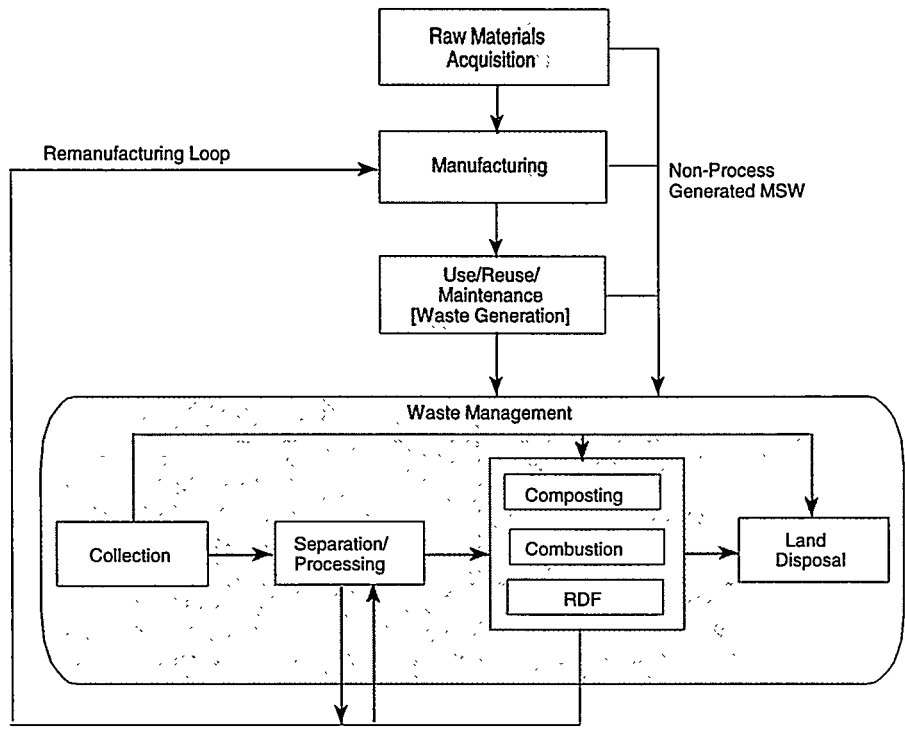 Raw Materials
Acquisition
Remanufacturing Loop
Manufacturing
Non-Process
Generated MSW
Use/Reuse/
Maintenance
[Waste Generation]
Waste Management
Composting
Collection
Separation/
Processing
Combustion
Land
Disposal
RDF